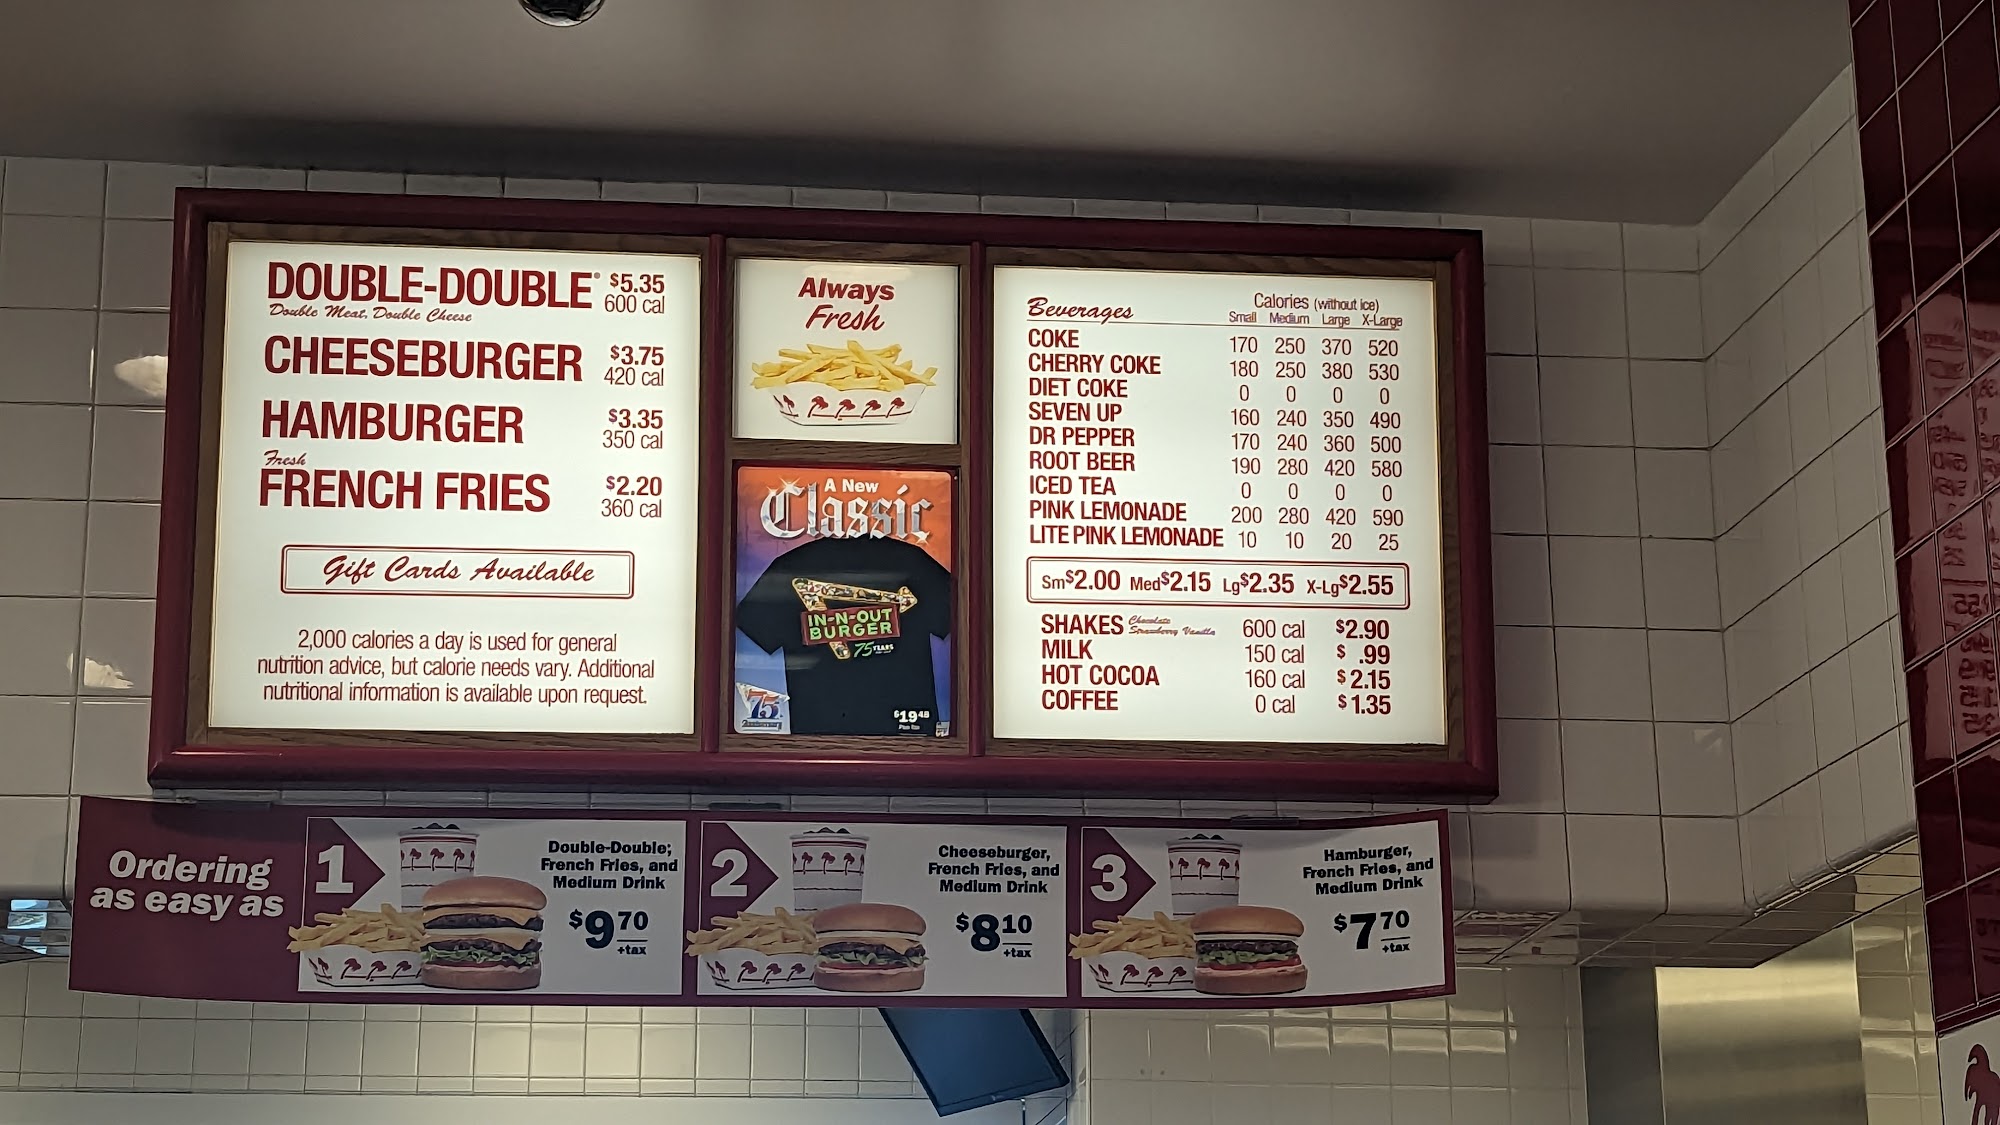 DOUBLE-DOUBLE® $5.35
Double Meat, Double Cheese 600 cal
CHEESEBURGER $3.75
420 cal
HAMBURGER $3.35
350 cal
Fresh
FRENCH FRIES $2.20
360 cal
Gift Cards Available
2,000 calories a day is used for general
nutrition advice, but calorie needs vary. Additional
nutritional information is available upon request.
Always
Fresh
A New
Classic
IN-N-OUT
BURGER
75 YEARS
75
$19.48
Plus Tax
Beverages Calories (without ice)
Small Medium Large X-Large
COKE 170 250 370 520
CHERRY COKE 180 250 380 530
DIET COKE 0 0 0 0
SEVEN UP 160 240 350 490
DR PEPPER 170 240 360 500
ROOT BEER 190 280 420 580
ICED TEA 0 0 0 0
PINK LEMONADE 200 280 420 590
LITE PINK LEMONADE 10 10 20 25
Sm$2.00 Med$2.15 Lg$2.35 X-Lg$2.55
SHAKES Chocolate Strawberry Vanilla 600 cal $2.90
MILK 150 cal $ .99
HOT COCOA 160 cal $2.15
COFFEE 0 cal $1.35
Ordering
as easy as
1
Double-Double,
French Fries, and
Medium Drink
$9.70
+tax
2
Cheeseburger,
French Fries, and
Medium Drink
$8.10
+tax
3
Hamburger,
French Fries, and
Medium Drink
$7.70
+tax